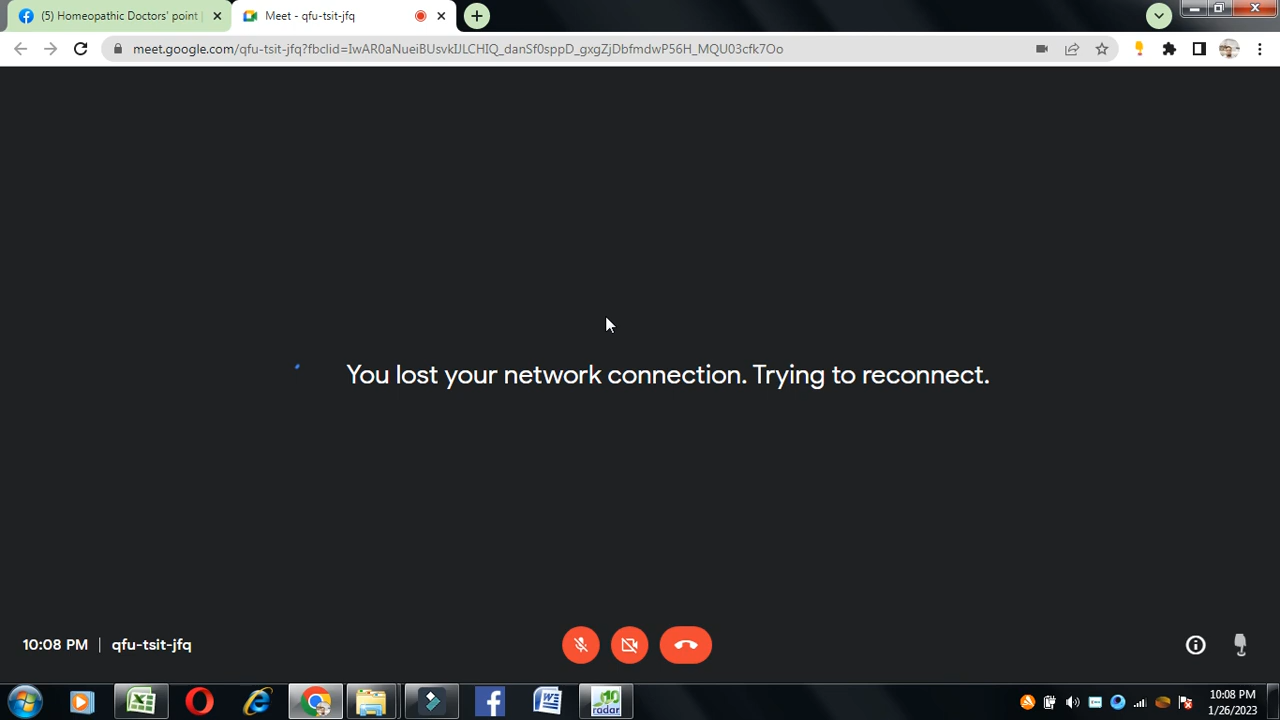 (5) Homeopathic Doctors' point |
Meet - qfu-tsit-jfq
meet.google.com/qfu-tsit-jfq?fbclid=IwAR0aNueiBUsvkIJLCHIQ_danSf0sppD_gxgZjDbfmdwP56H_MQU03cfk7Oo
You lost your network connection. Trying to reconnect.
10:08 PM | qfu-tsit-jfq
10
radar
10:08 PM
1/26/2023